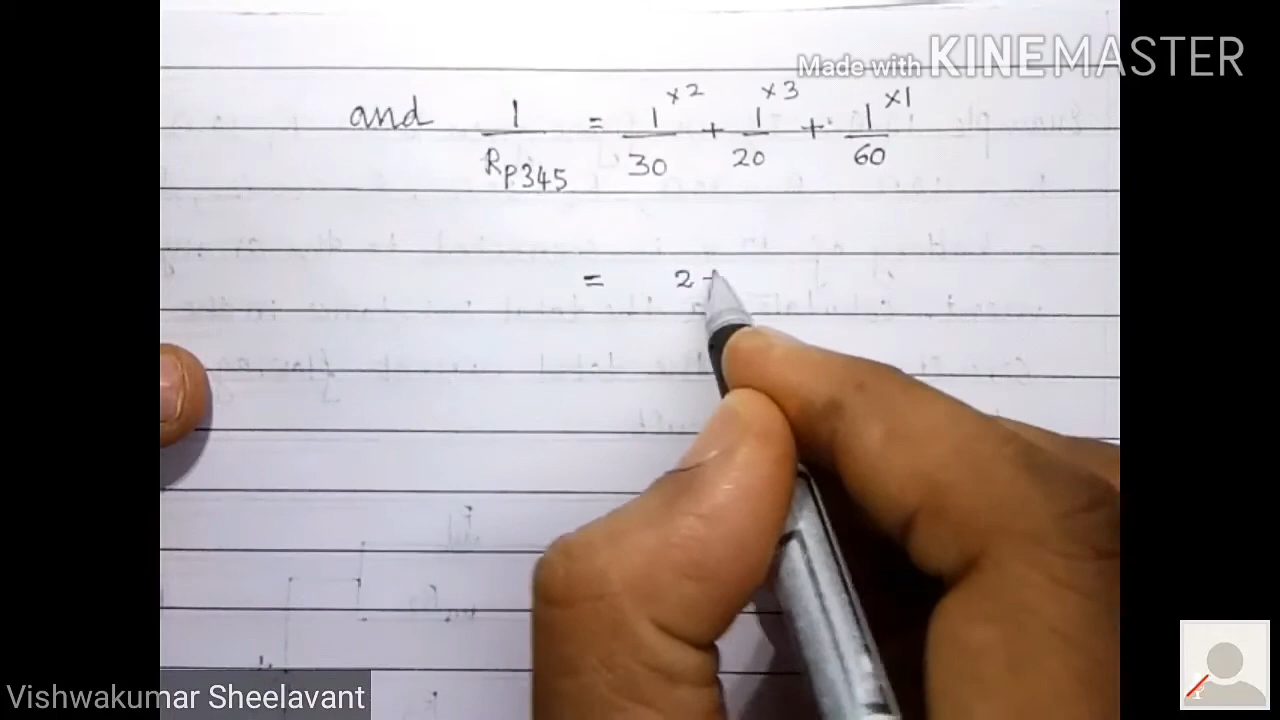 Made with KINEMASTER
and 1/R_P345 = 1/30 ×2 + 1/20 ×3 + 1/60 ×1
= 2 +
Vishwakumar Sheelavant